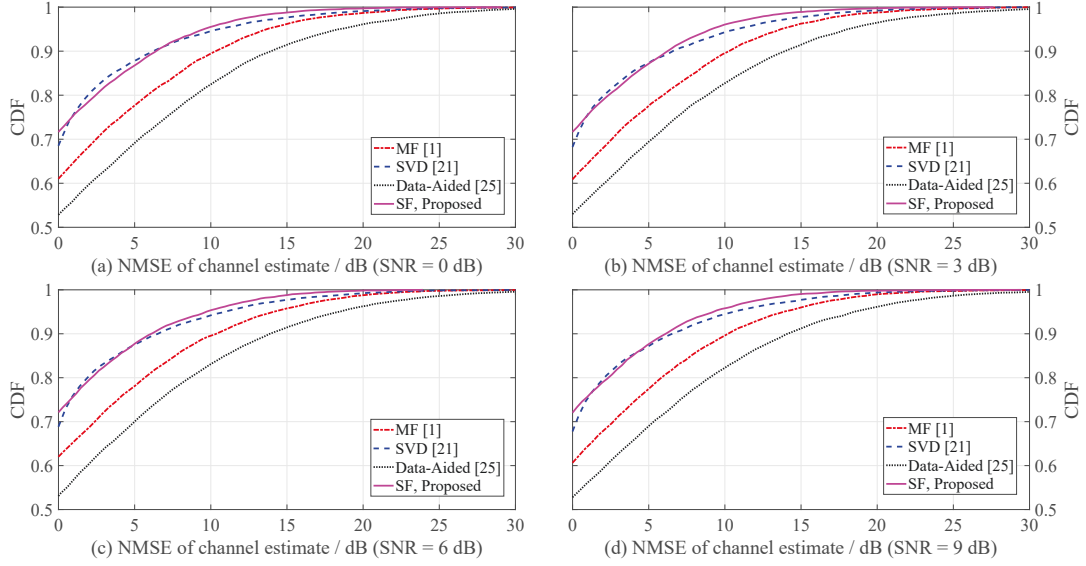 CDF
1
0.9
0.8
0.7
0.6
0.5
0 5 10 15 20 25 30
MF [1]
SVD [21]
Data-Aided [25]
SF, Proposed
(a) NMSE of channel estimate / dB (SNR = 0 dB)
1
0.9
0.8
0.7
0.6
0.5
CDF
0 5 10 15 20 25 30
MF [1]
SVD [21]
Data-Aided [25]
SF, Proposed
(b) NMSE of channel estimate / dB (SNR = 3 dB)
CDF
1
0.9
0.8
0.7
0.6
0.5
0 5 10 15 20 25 30
MF [1]
SVD [21]
Data-Aided [25]
SF, Proposed
(c) NMSE of channel estimate / dB (SNR = 6 dB)
1
0.9
0.8
0.7
0.6
0.5
CDF
0 5 10 15 20 25 30
MF [1]
SVD [21]
Data-Aided [25]
SF, Proposed
(d) NMSE of channel estimate / dB (SNR = 9 dB)